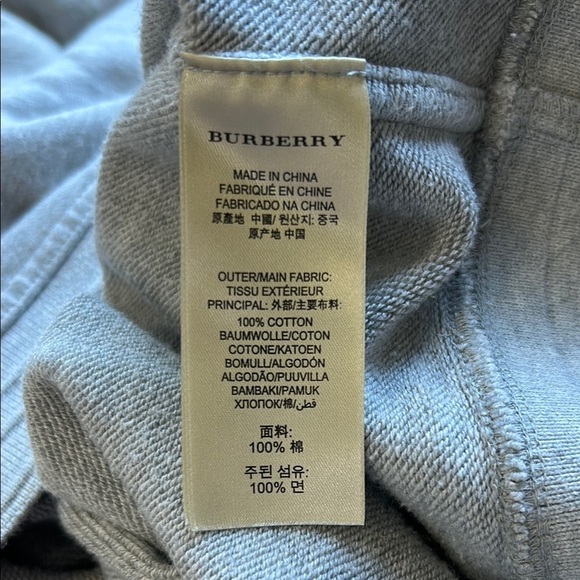 BURBERRY
MADE IN CHINA
FABRIQUÉ EN CHINE
FABRICADO NA CHINA
原產地 中國/ 원산지: 중국
原产地 中国
OUTER/MAIN FABRIC:
TISSU EXTÉRIEUR
PRINCIPAL: 外部/主要布料:
100% COTTON
BAUMWOLLE/COTON
COTONE/KATOEN
BOMULL/ALGODÓN
ALGODÃO/PUUVILLA
BAMBAKI/PAMUK
ХЛОПОК/棉/قطن
面料:
100% 棉
주된 섬유:
100% 면